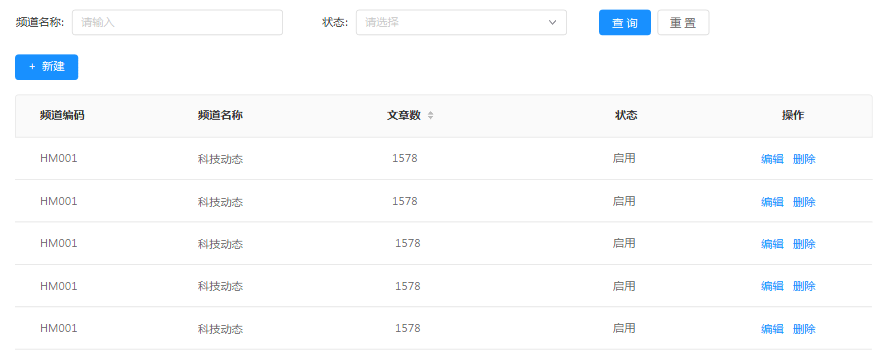 频道名称: 请输入 状态: 请选择 查 询 重 置
+ 新建
频道编码 频道名称 文章数 状态 操作
HM001 科技动态 1578 启用 编辑 删除
HM001 科技动态 1578 启用 编辑 删除
HM001 科技动态 1578 启用 编辑 删除
HM001 科技动态 1578 启用 编辑 删除
HM001 科技动态 1578 启用 编辑 删除